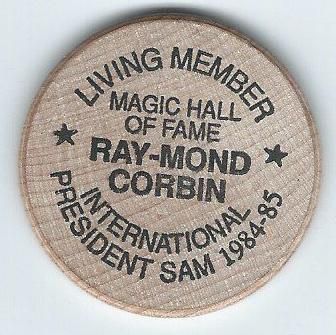 LIVING MEMBER
MAGIC HALL
OF FAME
RAY-MOND
CORBIN
INTERNATIONAL
PRESIDENT SAM 1984-85